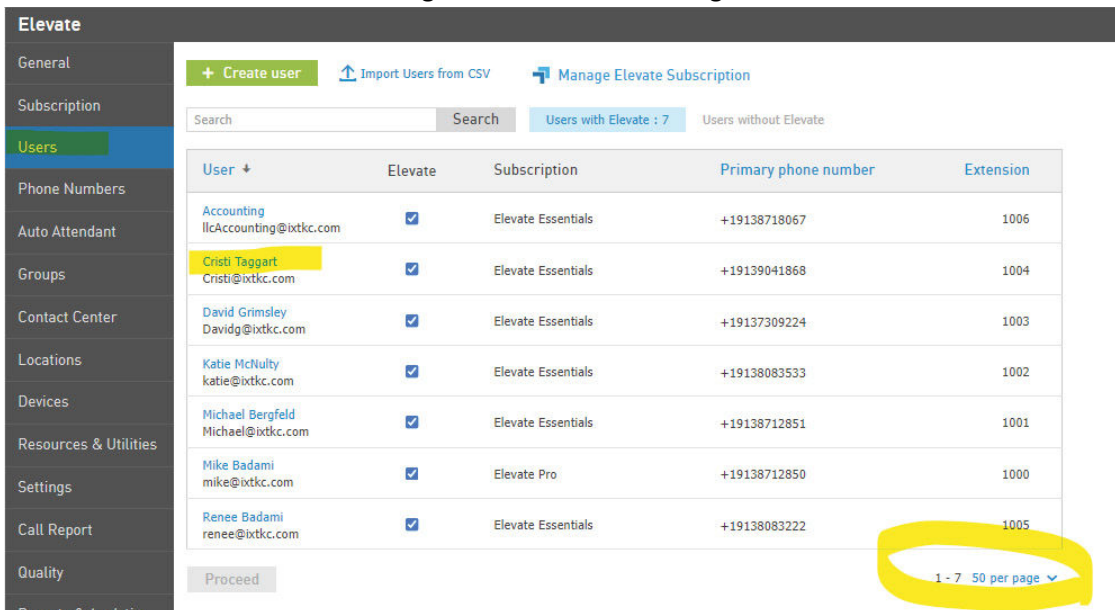 Elevate
General
Subscription
Users
Phone Numbers
Auto Attendant
Groups
Contact Center
Locations
Devices
Resources & Utilities
Settings
Call Report
Quality
+ Create user
Import Users from CSV
Manage Elevate Subscription
Search
Search
Users with Elevate : 7
Users without Elevate
User Elevate Subscription Primary phone number Extension
Accounting
llcAccounting@ixtkc.com
Elevate Essentials +19138718067 1006
Cristi Taggart
Cristi@ixtkc.com
Elevate Essentials +19139041868 1004
David Grimsley
Davidg@ixtkc.com
Elevate Essentials +19137309224 1003
Katie McNulty
katie@ixtkc.com
Elevate Essentials +19138083533 1002
Michael Bergfeld
Michael@ixtkc.com
Elevate Essentials +19138712851 1001
Mike Badami
mike@ixtkc.com
Elevate Pro +19138712850 1000
Renee Badami
renee@ixtkc.com
Elevate Essentials +19138083222 1005
Proceed
1 - 7 50 per page